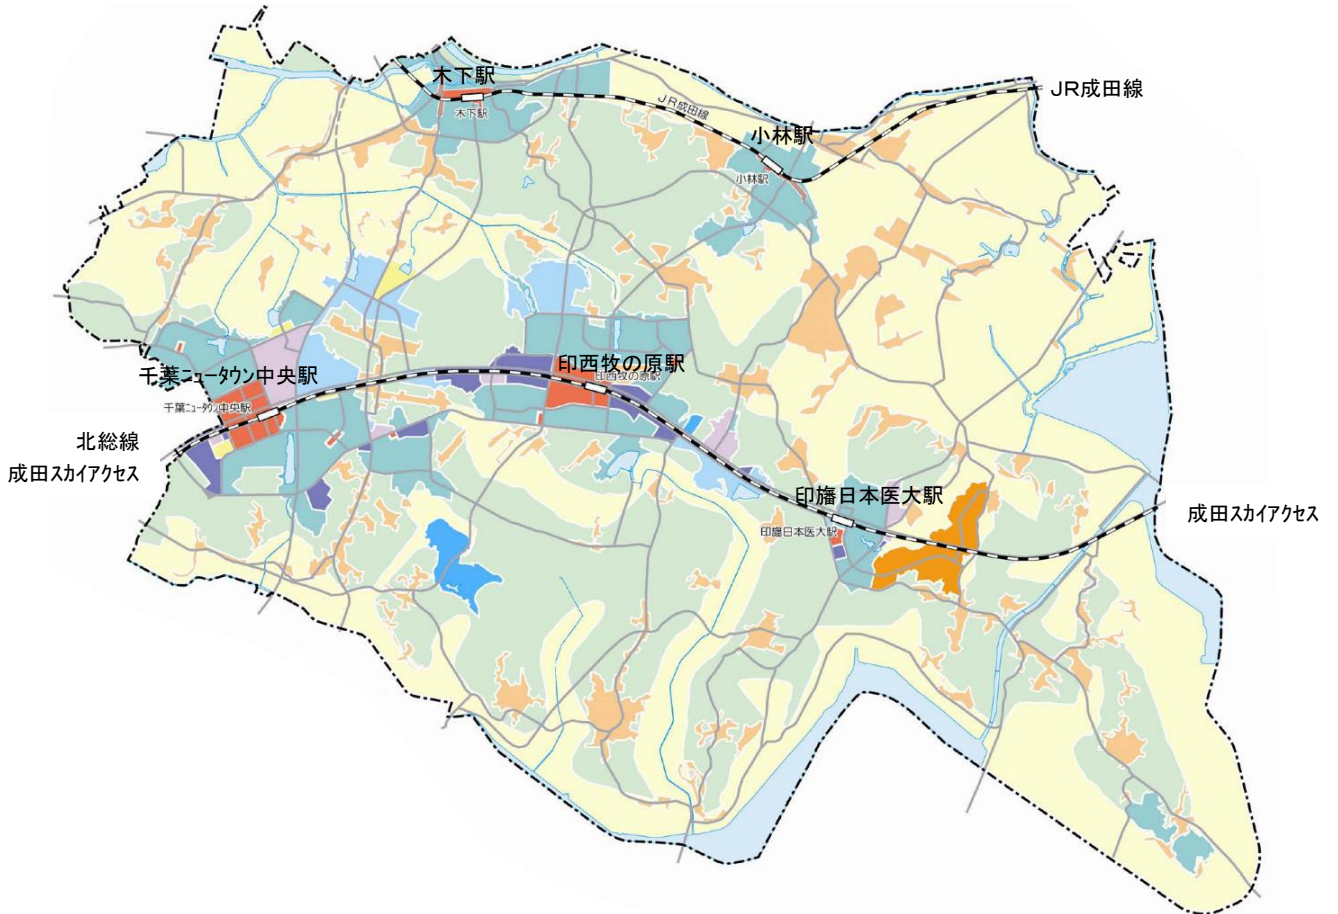 木下駅
木下駅
JR成田線
JR成田線
小林駅
小林駅
千葉ニュータウン中央駅
千葉ニュータウン中央駅
印西牧の原駅
印西牧の原駅
北総線
成田スカイアクセス
印旛日本医大駅
印旛日本医大駅
成田スカイアクセス